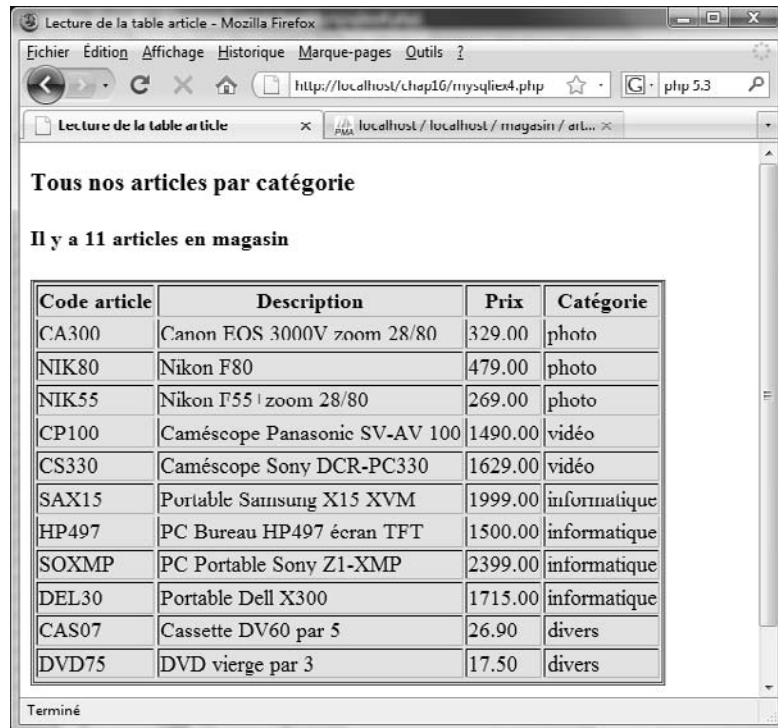 Lecture de la table article - Mozilla Firefox
Fichier Édition Affichage Historique Marque-pages Outils ?
http://localhost/chap16/mysqliex4.php G php 5.3
Lecture de la table article PMA localhost / localhost / magasin / art...
Tous nos articles par catégorie
Il y a 11 articles en magasin
Code article Description Prix Catégorie
CA300 Canon EOS 3000V zoom 28/80 329.00 photo
NIK80 Nikon F80 479.00 photo
NIK55 Nikon F55+zoom 28/80 269.00 photo
CP100 Caméscope Panasonic SV-AV 100 1490.00 vidéo
CS330 Caméscope Sony DCR-PC330 1629.00 vidéo
SAX15 Portable Samsung X15 XVM 1999.00 informatique
HP497 PC Bureau HP497 écran TFT 1500.00 informatique
SOXMP PC Portable Sony Z1-XMP 2399.00 informatique
DEL30 Portable Dell X300 1715.00 informatique
CAS07 Cassette DV60 par 5 26.90 divers
DVD75 DVD vierge par 3 17.50 divers
Terminé